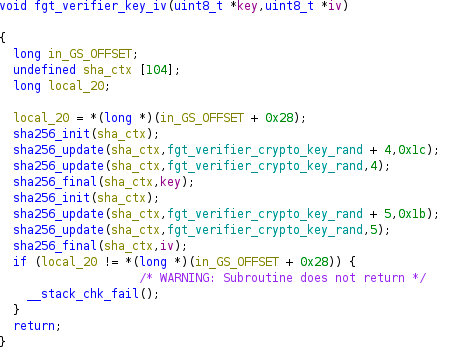 void fgt_verifier_key_iv(uint8_t *key,uint8_t *iv)
{
long in_GS_OFFSET;
undefined sha_ctx [104];
long local_20;
local_20 = *(long *)(in_GS_OFFSET + 0x28);
sha256_init(sha_ctx);
sha256_update(sha_ctx,fgt_verifier_crypto_key_rand + 4,0x1c);
sha256_update(sha_ctx,fgt_verifier_crypto_key_rand,4);
sha256_final(sha_ctx,key);
sha256_init(sha_ctx);
sha256_update(sha_ctx,fgt_verifier_crypto_key_rand + 5,0x1b);
sha256_update(sha_ctx,fgt_verifier_crypto_key_rand,5);
sha256_final(sha_ctx,iv);
if (local_20 != *(long *)(in_GS_OFFSET + 0x28)) {
/* WARNING: Subroutine does not return */
__stack_chk_fail();
}
return;
}